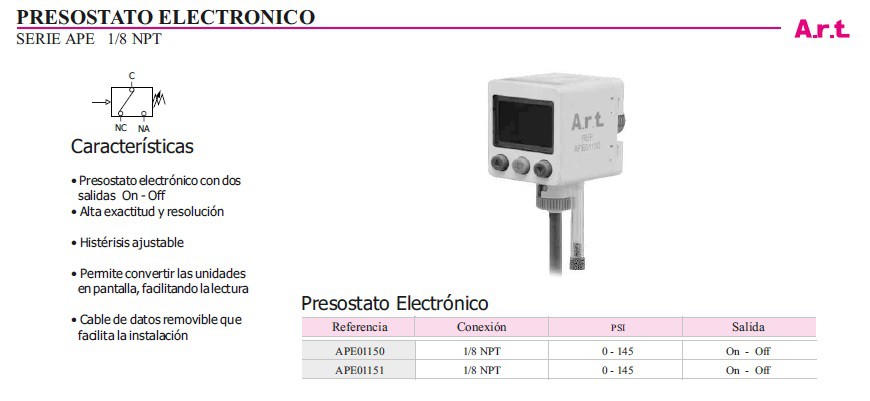 PRESOSTATO ELECTRONICO
SERIE APE 1/8 NPT
A.r.t.
C
NC NA
Características
• Presostato electrónico con dos
salidas On - Off
• Alta exactitud y resolución
• Histérisis ajustable
• Permite convertir las unidades
en pantalla, facilitando la lectura
• Cable de datos removible que
facilita la instalación
A.r.t.
REF
APE01150
Presostato Electrónico
Referencia Conexión PSI Salida
APE01150 1/8 NPT 0 - 145 On - Off
APE01151 1/8 NPT 0 - 145 On - Off